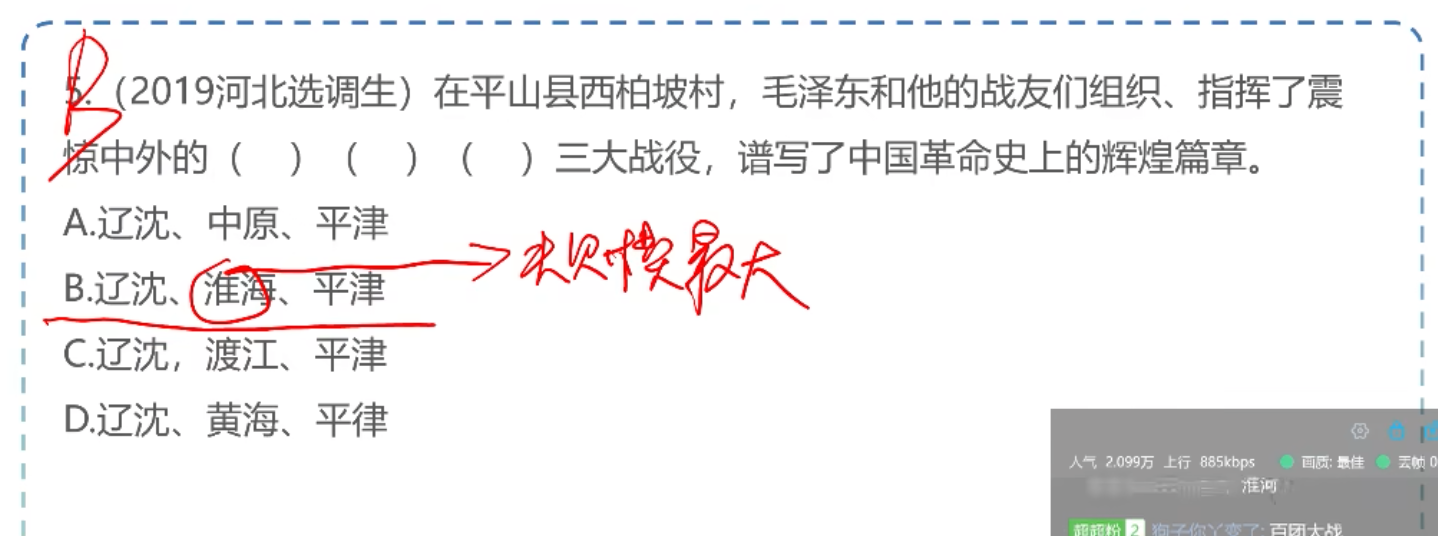 B
5.（2019河北选调生）在平山县西柏坡村，毛泽东和他的战友们组织、指挥了震
惊中外的（　）（　）（　）三大战役，谱写了中国革命史上的辉煌篇章。
A.辽沈、中原、平津
B.辽沈、淮海、平津
规模最大
C.辽沈，渡江、平津
D.辽沈、黄海、平律
人气 2.099万 上行 885kbps 画质: 最佳 丢帧 0
淮河
超超粉 2 狗子你丫变了: 百团大战